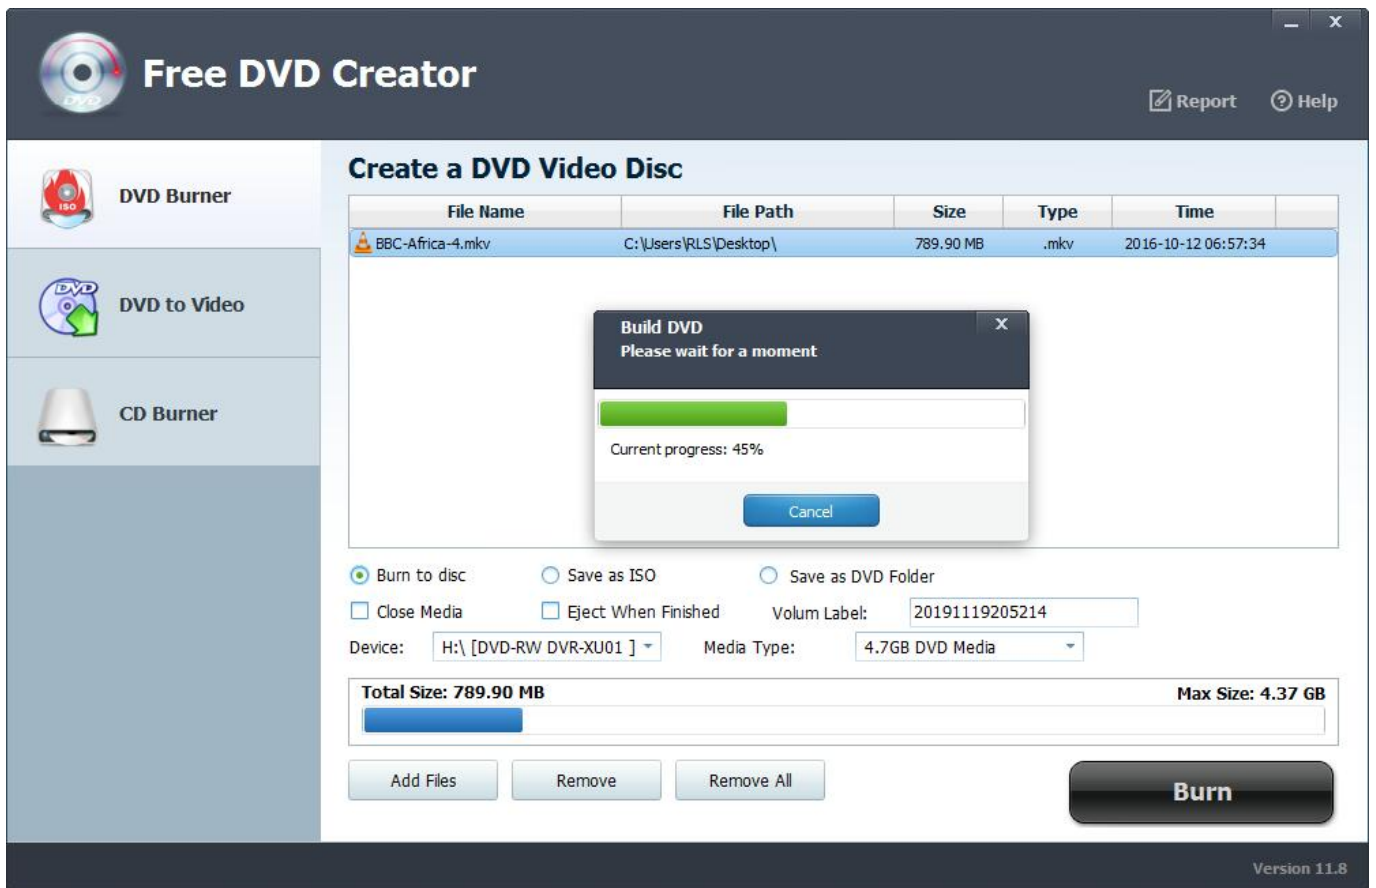 Free DVD Creator
Report
Help
DVD Burner
ISO
DVD to Video
DVD
CD Burner
Create a DVD Video Disc
File Name File Path Size Type Time
BBC-Africa-4.mkv C:\Users\RLS\Desktop\ 789.90 MB .mkv 2016-10-12 06:57:34
Build DVD
X
Please wait for a moment
Current progress: 45%
Cancel
Burn to disc Save as ISO Save as DVD Folder
Close Media Eject When Finished Volum Label: 20191119205214
Device: H:\ [DVD-RW DVR-XU01 ] Media Type: 4.7GB DVD Media
Total Size: 789.90 MB Max Size: 4.37 GB
Add Files Remove Remove All Burn
Version 11.8